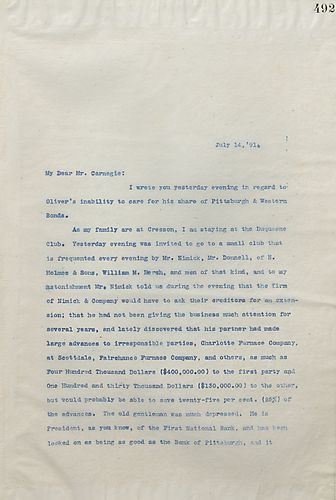 492
July 14,'91.
My Dear Mr. Carnegie:
I wrote you yesterday evening in regard to
Oliver's inability to care for his share of Pittsburgh & Western
Bonds.
As my family are at Cresson, I am staying at the Duquesne
Club. Yesterday evening was invited to go to a small club that
is frequented every evening by Mr. Nimick, Mr. Donnell, of N.
Holmes & Sons, William M. Hersh, and men of that kind, and to my
astonishment Mr. Nimick told us during the evening that the firm
of Nimick & Company would have to ask their creditors for an exten-
sion; that he had not been giving the business much attention for
several years, and lately discovered that his partner had made
large advances to irresponsible parties, Charlotte Furnace Company,
at Scottdale, Fairchance Furnace Company, and others, as much as
Four Hundred Thousand Dollars ($400,000.00) to the first party and
One Hundred and thirty Thousand Dollars ($130,000.00) to the other,
but would probably be able to save twenty-five per cent. (25%) of
the advances. The old gentleman was much depressed. He is
President, as you know, of the First National Bank, and has been
looked on as being as good as the Bank of Pittsburgh, and it